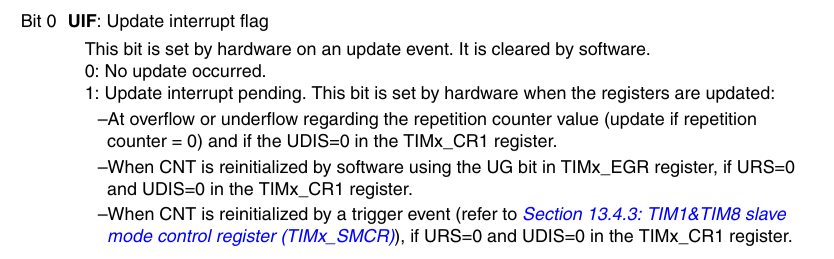 Bit 0 UIF: Update interrupt flag
This bit is set by hardware on an update event. It is cleared by software.
0: No update occurred.
1: Update interrupt pending. This bit is set by hardware when the registers are updated:
–At overflow or underflow regarding the repetition counter value (update if repetition
counter = 0) and if the UDIS=0 in the TIMx_CR1 register.
–When CNT is reinitialized by software using the UG bit in TIMx_EGR register, if URS=0
and UDIS=0 in the TIMx_CR1 register.
–When CNT is reinitialized by a trigger event (refer to Section 13.4.3: TIM1&TIM8 slave
mode control register (TIMx_SMCR)), if URS=0 and UDIS=0 in the TIMx_CR1 register.